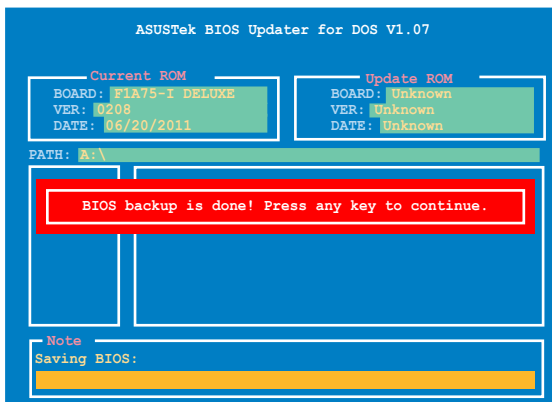 ASUSTek BIOS Updater for DOS V1.07
Current ROM
BOARD: F1A75-I DELUXE
VER: 0208
DATE: 06/20/2011
Update ROM
BOARD: Unknown
VER: Unknown
DATE: Unknown
PATH: A:\
BIOS backup is done! Press any key to continue.
Note
Saving BIOS: